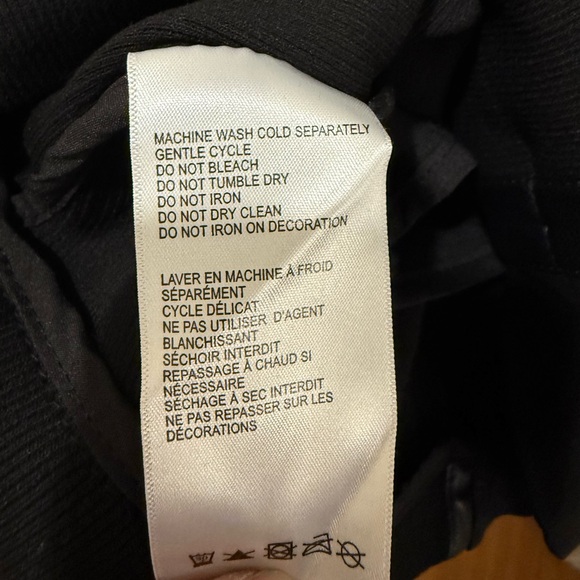 MACHINE WASH COLD SEPARATELY
GENTLE CYCLE
DO NOT BLEACH
DO NOT TUMBLE DRY
DO NOT IRON
DO NOT DRY CLEAN
DO NOT IRON ON DECORATION
LAVER EN MACHINE À FROID
SÉPARÉMENT
CYCLE DÉLICAT
NE PAS UTILISER D'AGENT
BLANCHISSANT
SÉCHOIR INTERDIT
REPASSAGE À CHAUD SI
NÉCESSAIRE
SÉCHAGE À SEC INTERDIT
NE PAS REPASSER SUR LES
DÉCORATIONS